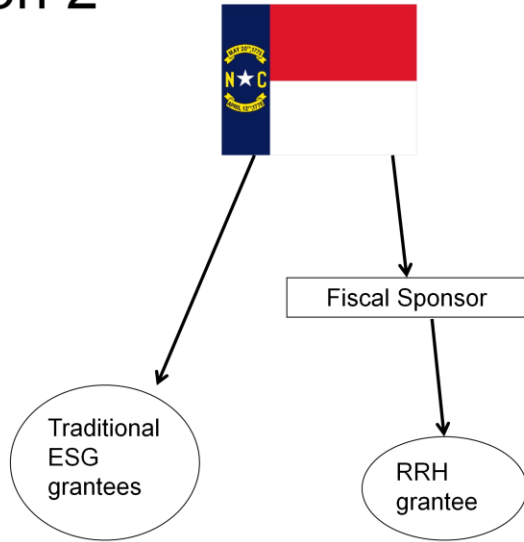 on 2
MAY 20TH 1775
N C
APRIL 12TH 1776
Fiscal Sponsor
Traditional
ESG
grantees
RRH
grantee